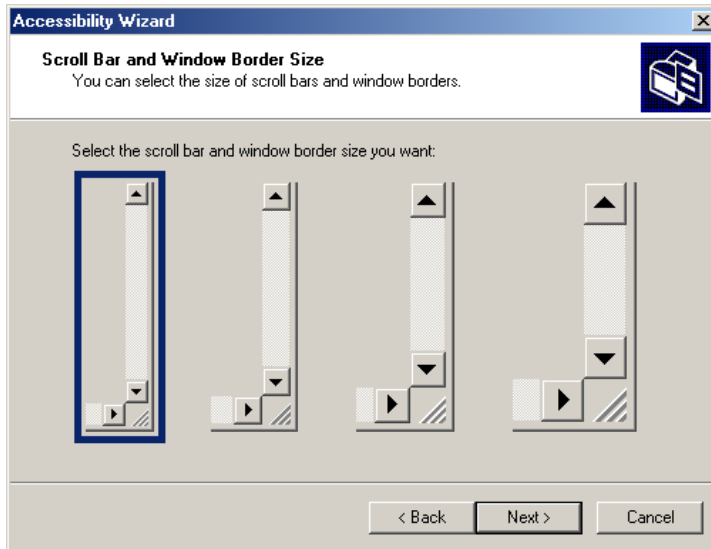 Accessibility Wizard
Scroll Bar and Window Border Size
You can select the size of scroll bars and window borders.
Select the scroll bar and window border size you want:
< Back
Next >
Cancel